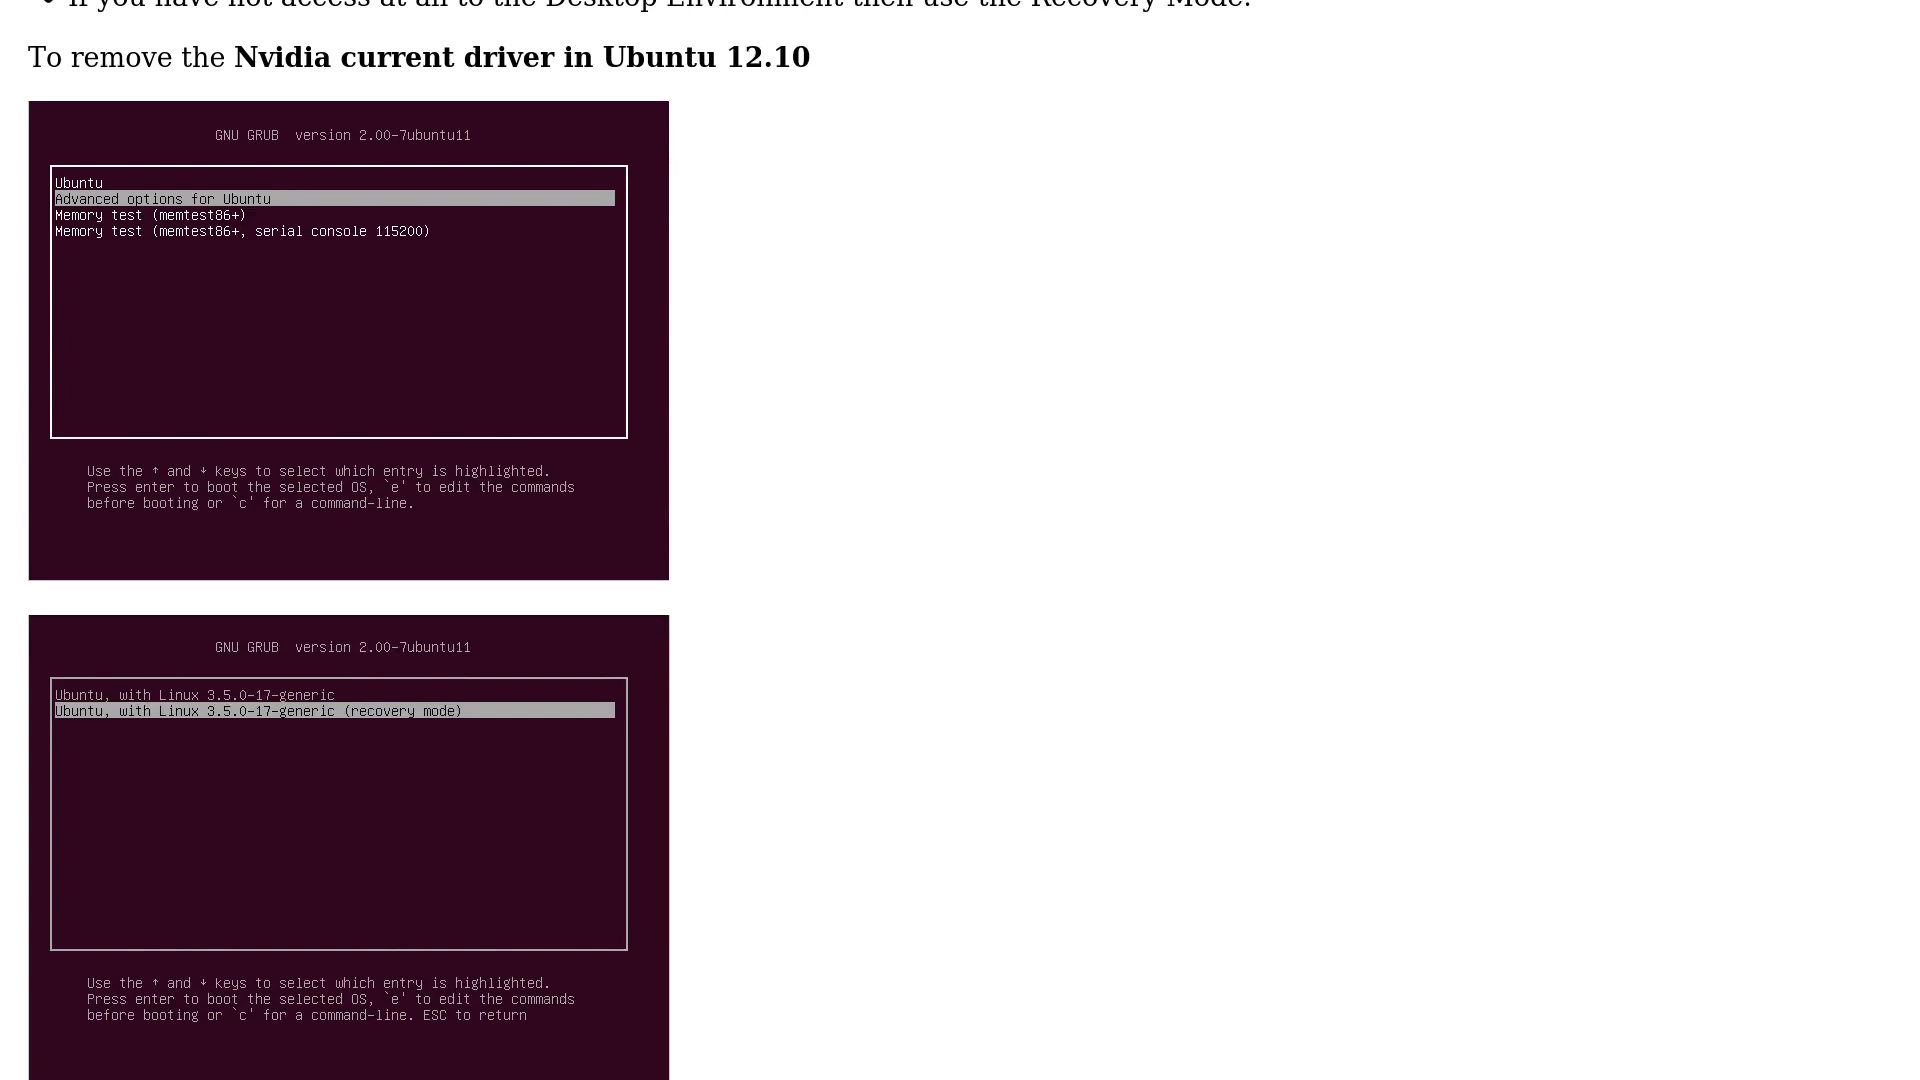 If you have not access at all to the Desktop Environment then use the Recovery Mode.
To remove the Nvidia current driver in Ubuntu 12.10
GNU GRUB  version 2.00-7ubuntu11
Ubuntu
Advanced options for Ubuntu
Memory test (memtest86+)
Memory test (memtest86+, serial console 115200)
Use the ↑ and ↓ keys to select which entry is highlighted.
Press enter to boot the selected OS, `e' to edit the commands
before booting or `c' for a command-line.
GNU GRUB  version 2.00-7ubuntu11
Ubuntu, with Linux 3.5.0-17-generic
Ubuntu, with Linux 3.5.0-17-generic (recovery mode)
Use the ↑ and ↓ keys to select which entry is highlighted.
Press enter to boot the selected OS, `e' to edit the commands
before booting or `c' for a command-line. ESC to return